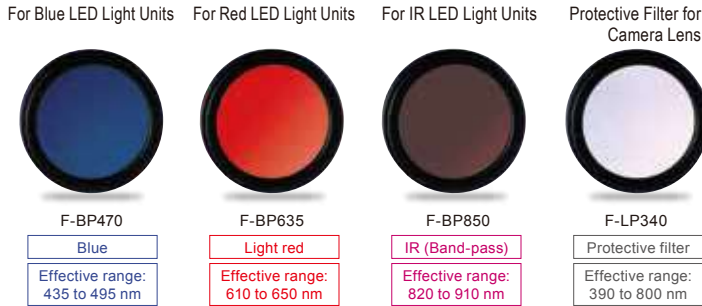 For Blue LED Light Units
For Red LED Light Units
For IR LED Light Units
Protective Filter for
Camera Lens
F-BP470
F-BP635
F-BP850
F-LP340
Blue
Light red
IR (Band-pass)
Protective filter
Effective range:
435 to 495 nm
Effective range:
610 to 650 nm
Effective range:
820 to 910 nm
Effective range:
390 to 800 nm